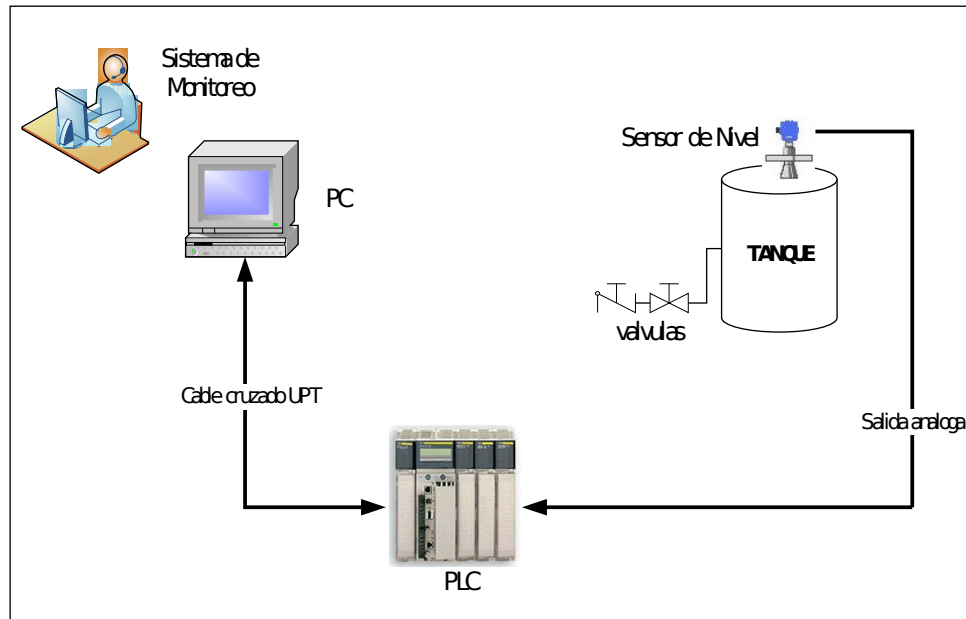 Sistema de
Monitoreo
Sensor de Nivel
PC
TANQUE
valvulas
Cable cruzado UPT
Salida analoga
PLC